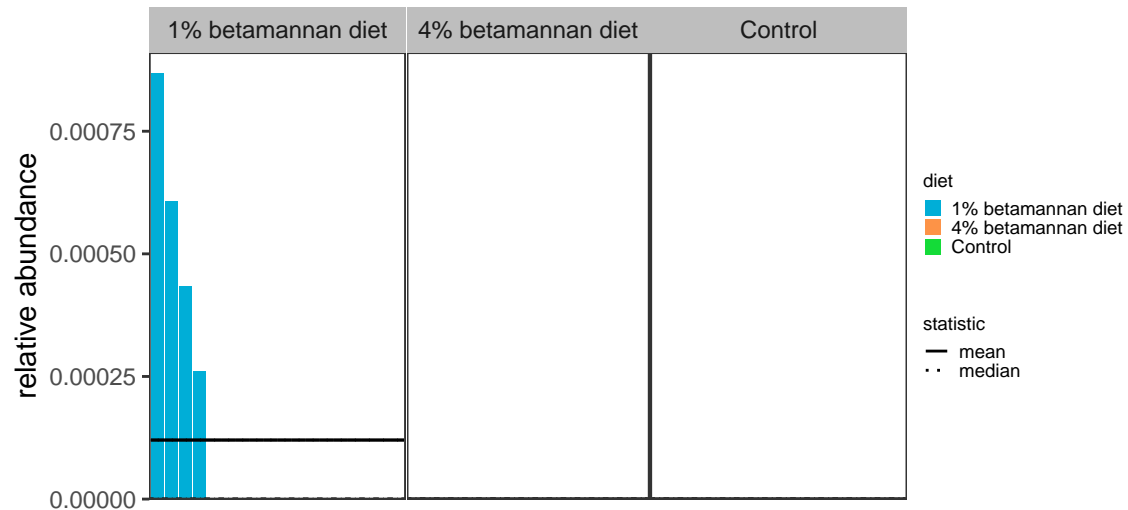 1% betamannan diet 4% betamannan diet Control
relative abundance
0.00075
0.00050
0.00025
0.00000
diet
1% betamannan diet
4% betamannan diet
Control
statistic
mean
median